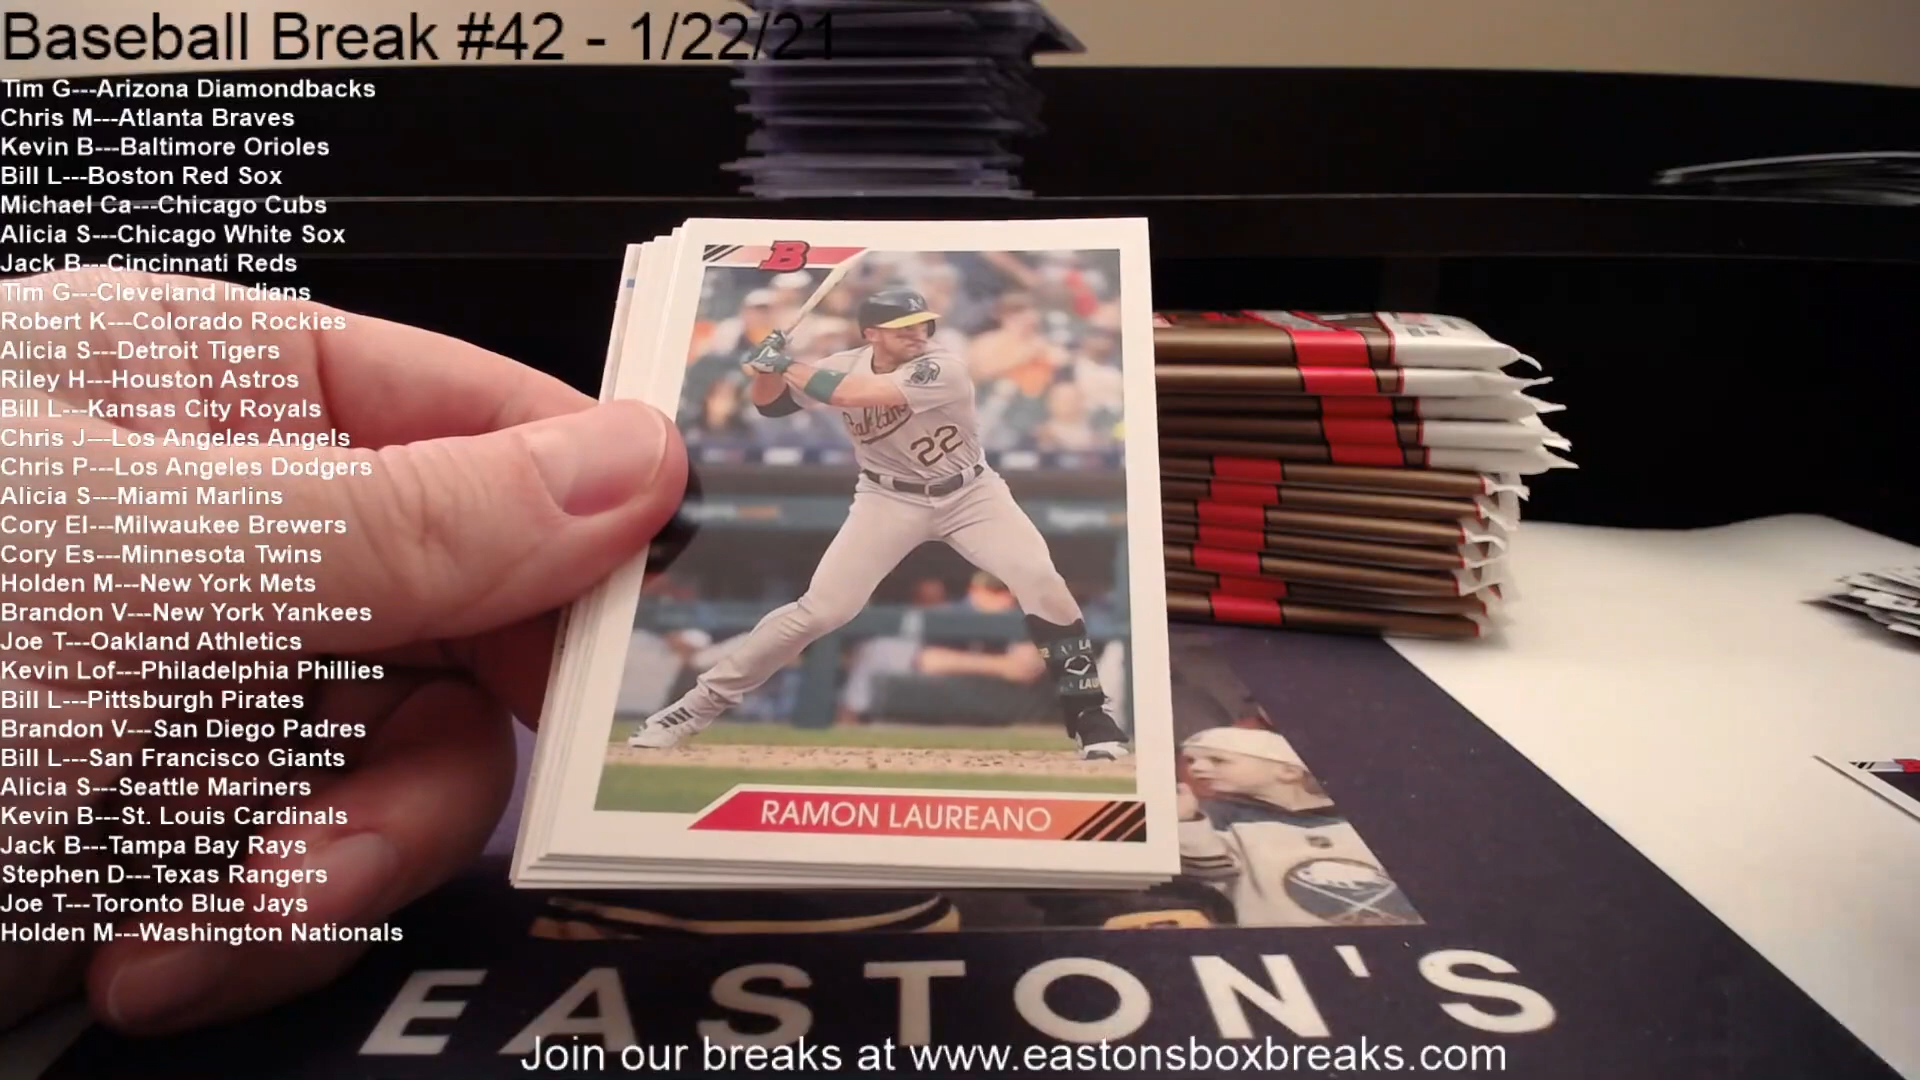 Baseball Break #42 - 1/22/21
Tim G---Arizona Diamondbacks
Chris M---Atlanta Braves
Kevin B---Baltimore Orioles
Bill L---Boston Red Sox
Michael Ca---Chicago Cubs
Alicia S---Chicago White Sox
Jack B---Cincinnati Reds
Tim G---Cleveland Indians
Robert K---Colorado Rockies
Alicia S---Detroit Tigers
Riley H---Houston Astros
Bill L---Kansas City Royals
Chris J---Los Angeles Angels
Chris P---Los Angeles Dodgers
Alicia S---Miami Marlins
Cory El---Milwaukee Brewers
Cory Es---Minnesota Twins
Holden M---New York Mets
Brandon V---New York Yankees
Joe T---Oakland Athletics
Kevin Lof---Philadelphia Phillies
Bill L---Pittsburgh Pirates
Brandon V---San Diego Padres
Bill L---San Francisco Giants
Alicia S---Seattle Mariners
Kevin B---St. Louis Cardinals
Jack B---Tampa Bay Rays
Stephen D---Texas Rangers
Joe T---Toronto Blue Jays
Holden M---Washington Nationals
B
Oakland
22
RAMON LAUREANO
EASTON'S
Join our breaks at www.eastonsboxbreaks.com